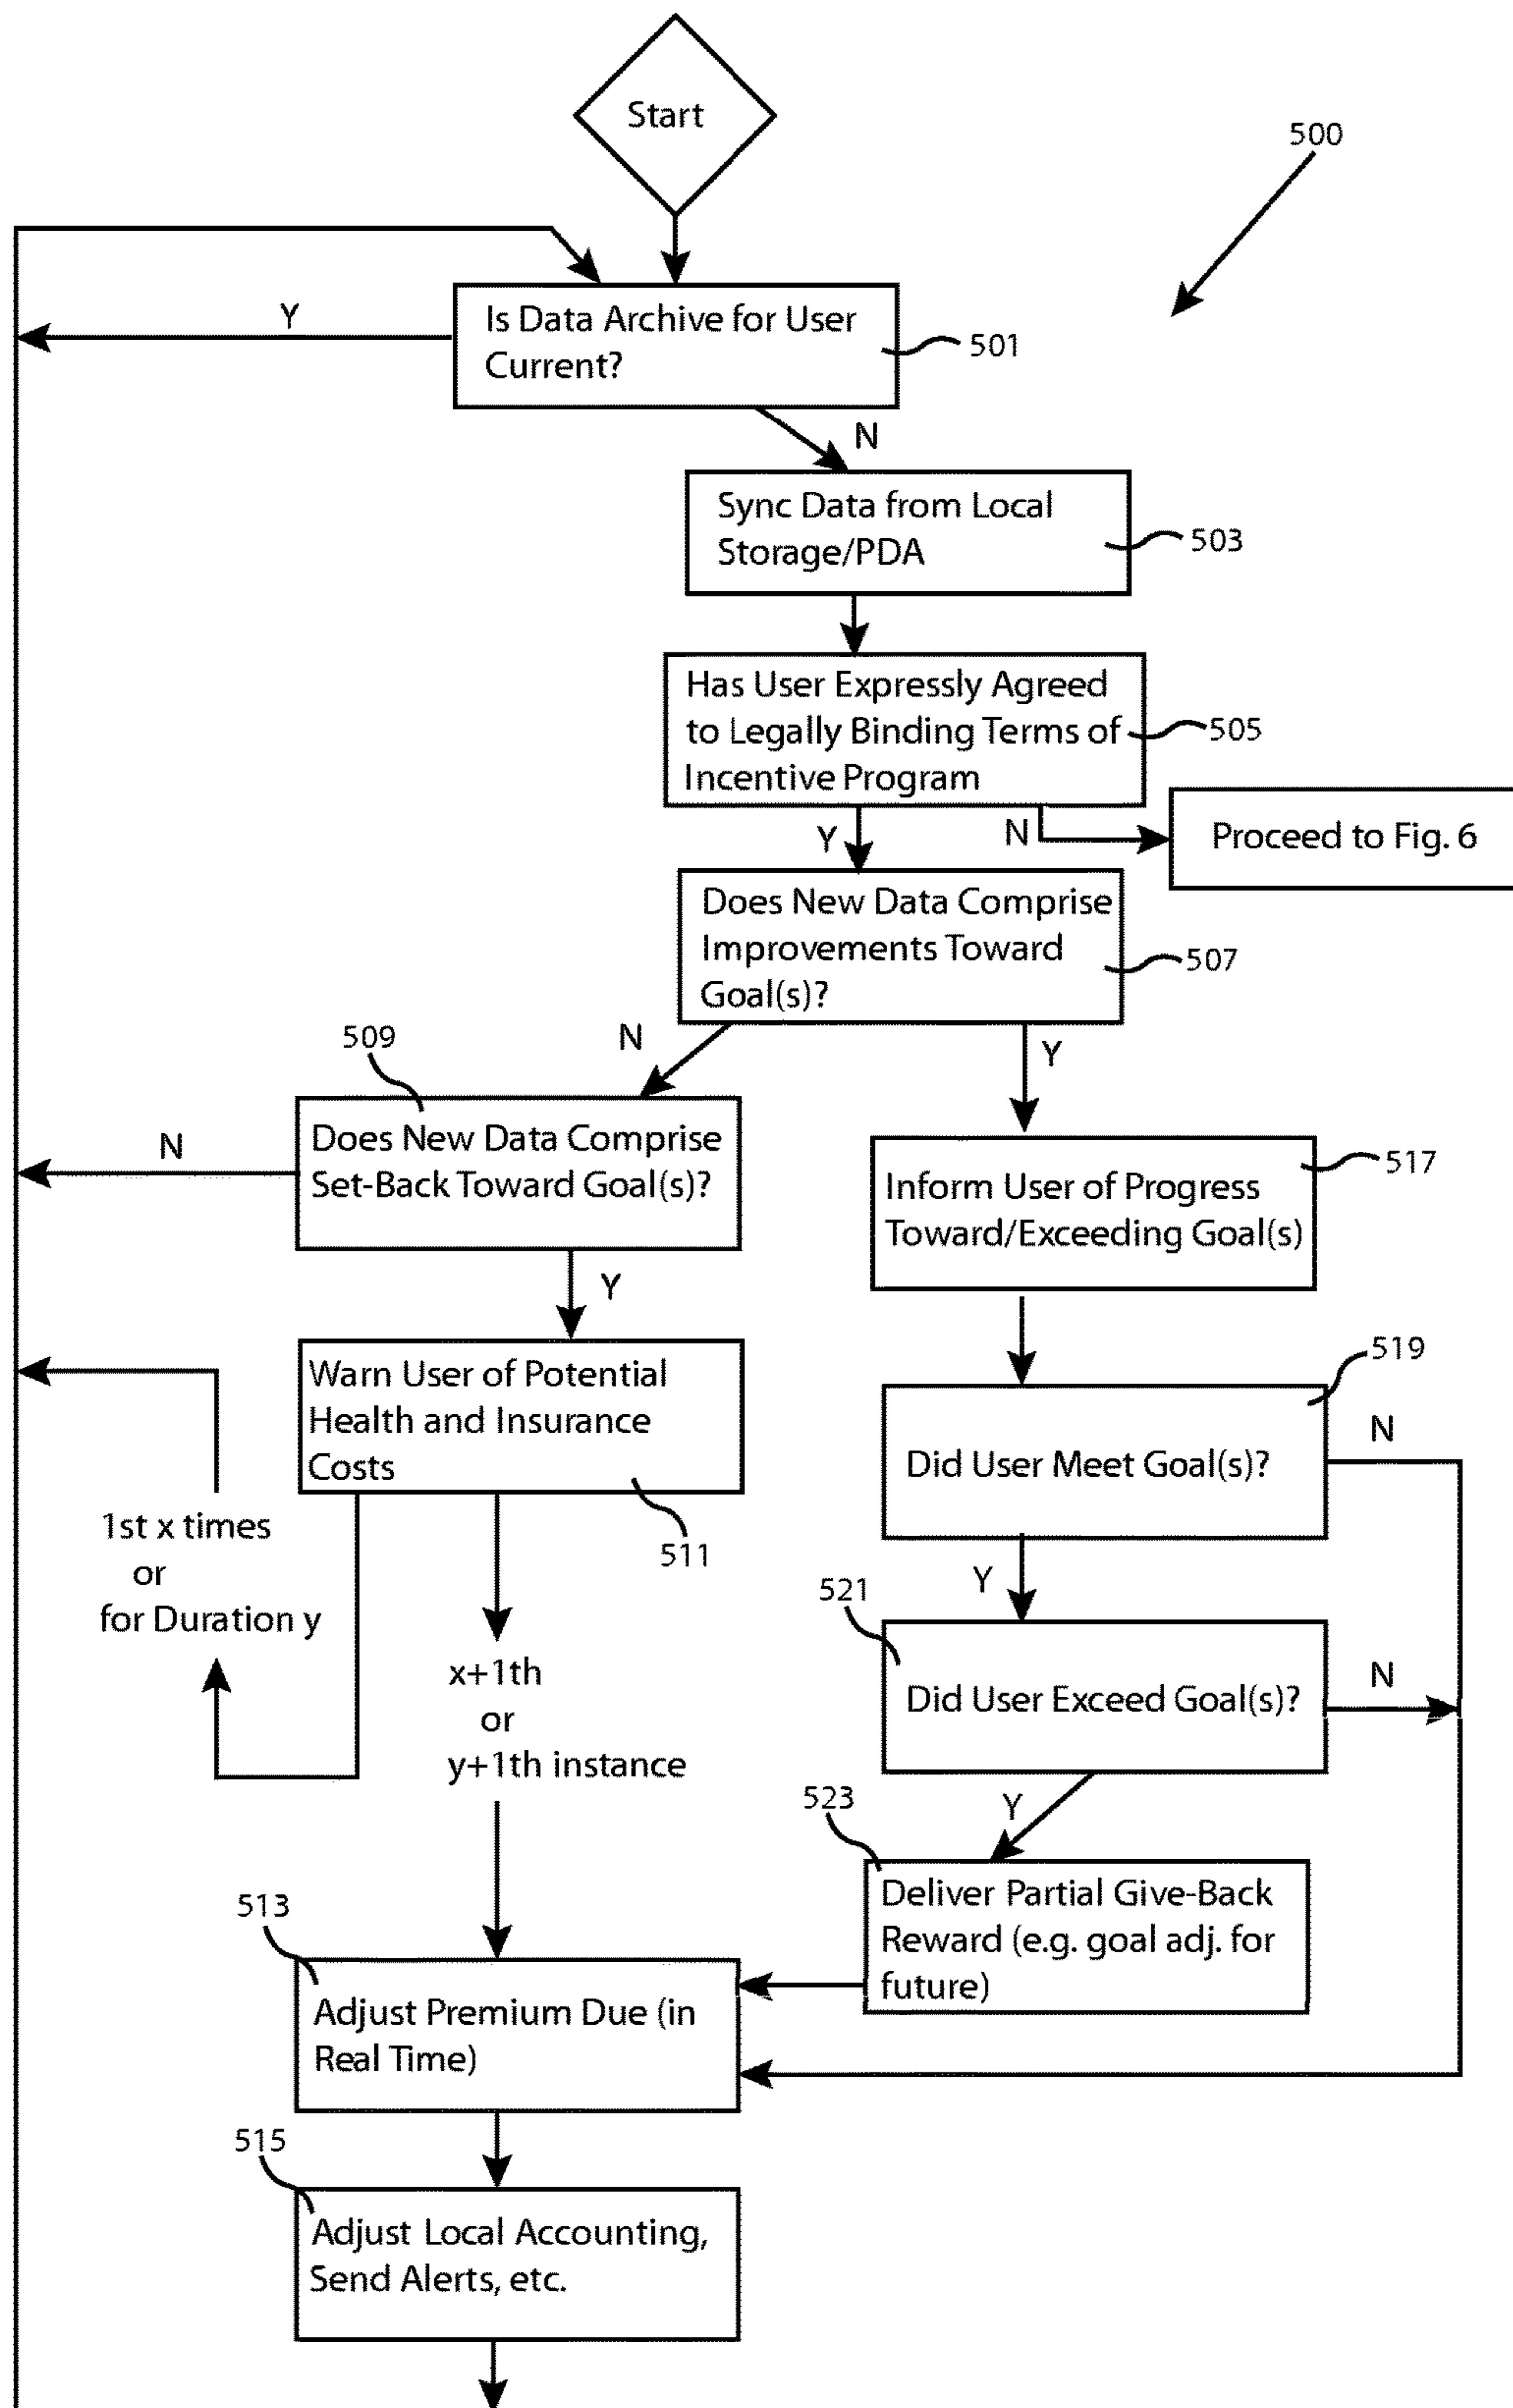 Start
500
Y
Is Data Archive for User
Current?
501
N
Sync Data from Local
Storage/PDA
503
Has User Expressly Agreed
to Legally Binding Terms of
Incentive Program
505
Y
N
Proceed to Fig. 6
Does New Data Comprise
Improvements Toward
Goal(s)?
507
N
Y
509
Does New Data Comprise
Set-Back Toward Goal(s)?
N
Y
Inform User of Progress
Toward/Exceeding Goal(s)
517
Warn User of Potential
Health and Insurance
Costs
511
1st x times
or
for Duration y
x+1th
or
y+1th instance
519
Did User Meet Goal(s)?
N
Y
521
Did User Exceed Goal(s)?
N
Y
523
Deliver Partial Give-Back
Reward (e.g. goal adj. for
future)
513
Adjust Premium Due (in
Real Time)
515
Adjust Local Accounting,
Send Alerts, etc.